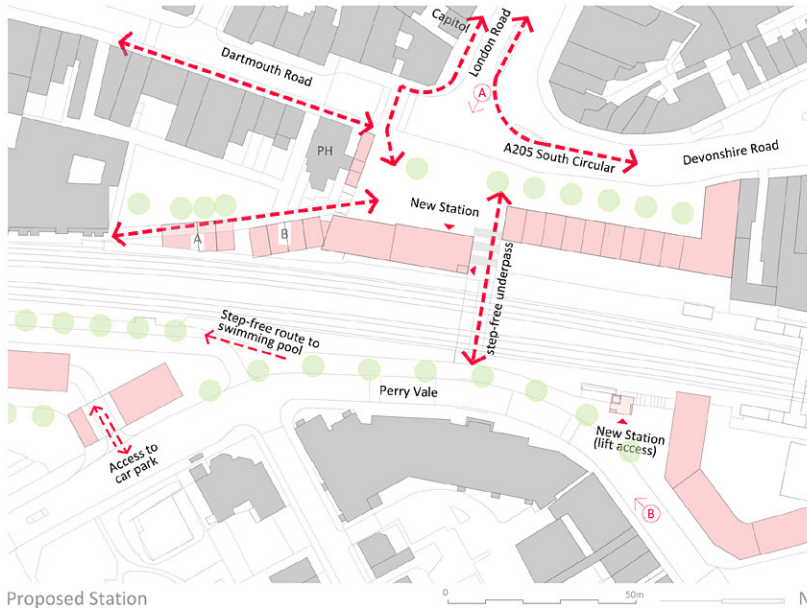 Capitol
London Road
Dartmouth Road
A
PH
A205 South Circular
Devonshire Road
New Station
A
B
step-free underpass
Step-free route to
swimming pool
Perry Vale
New Station
(lift access)
Access to
car park
B
Proposed Station
0
50m
N